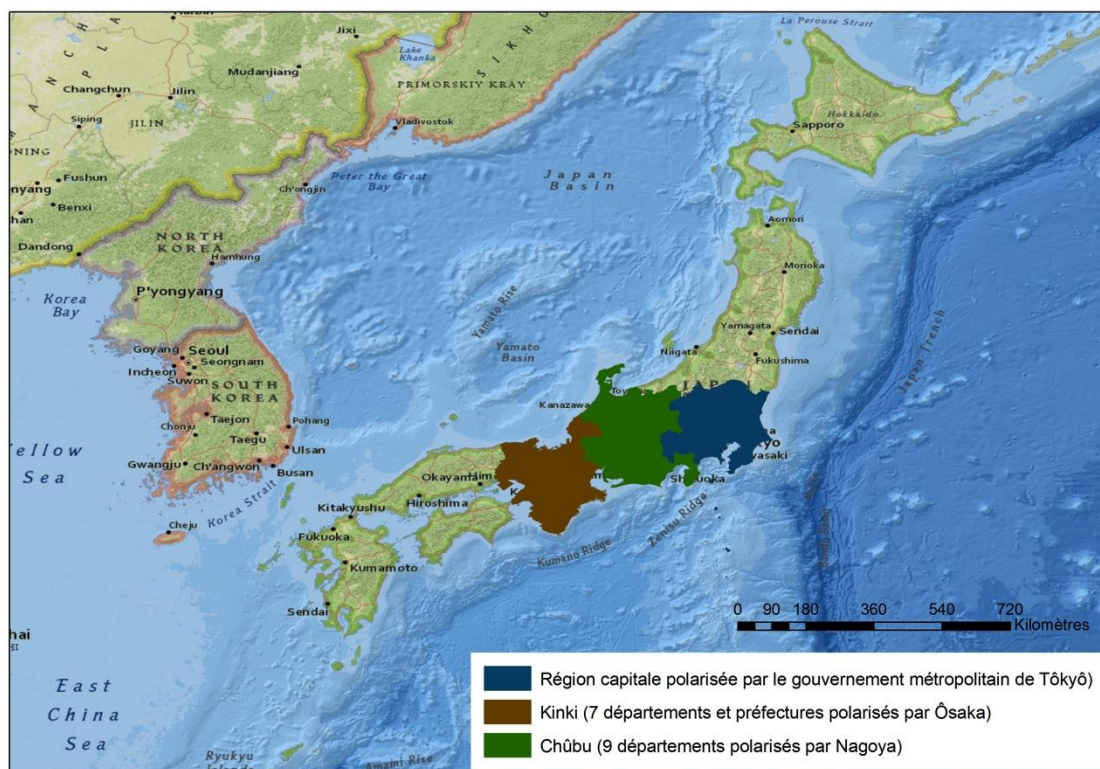 La Perouse Strait
Jixi
Lake
Khanka
Mudanjiang
PRIMORSKIY KRAY
Changchun
Jilin
Siping
JILIN
Vladivostok
Hokkaido
Sapporo
Fushun
Benxi
Ch'ongjin
Peter the Great
Bay
Japan
Basin
Dandong
NORTH
KOREA
Hamhung
Aomori
Morioka
Korea
Bay
P'yongyang
Yamato Rise
Yamato
Basin
Japan Trench
Goyang
Seoul
Seongnam
Incheon
Suwon
SOUTH
KOREA
Yamagata
Sendai
Niigata
Fukushima
JAPAN
Kanazawa
Taejon
Chonju
Pohang
Taegu
Ulsan
Gwangju
Ch'angwon
Busan
Yellow
Sea
Okayama
Hiroshima
Korea Strait
Kitakyushu
Cheju
Fukuoka
Kumamoto
Sendai
Kumano Ridge
Zenisu Ridge
0 90 180 360 540 720
Kilomètres
East
China
Sea
Ryukyu
Amami Rise
Région capitale polarisée par le gouvernement métropolitain de Tôkyô)
Kinki (7 départements et préfectures polarisés par Ôsaka)
Chûbu (9 départements polarisés par Nagoya)